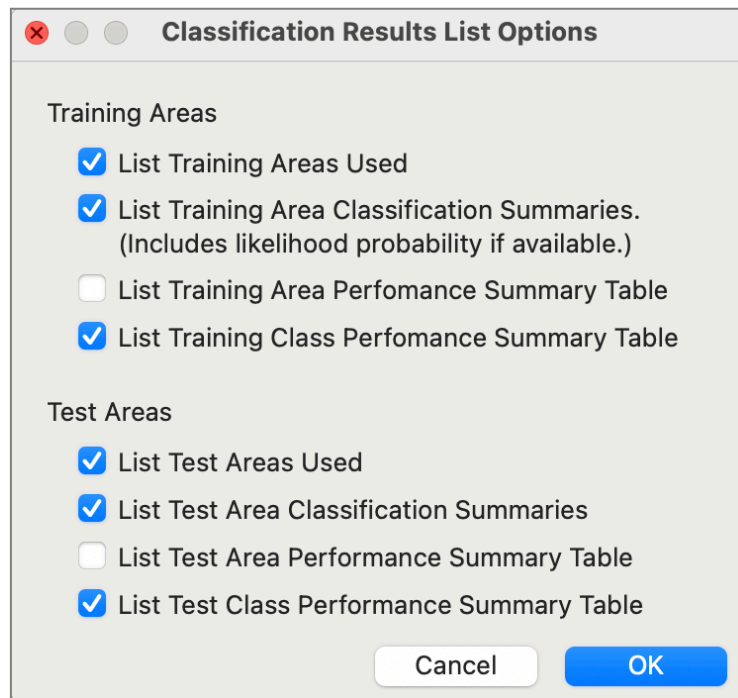 Classification Results List Options
Training Areas
List Training Areas Used
List Training Area Classification Summaries.
(Includes likelihood probability if available.)
List Training Area Perfomance Summary Table
List Training Class Perfomance Summary Table
Test Areas
List Test Areas Used
List Test Area Classification Summaries
List Test Area Performance Summary Table
List Test Class Performance Summary Table
Cancel OK